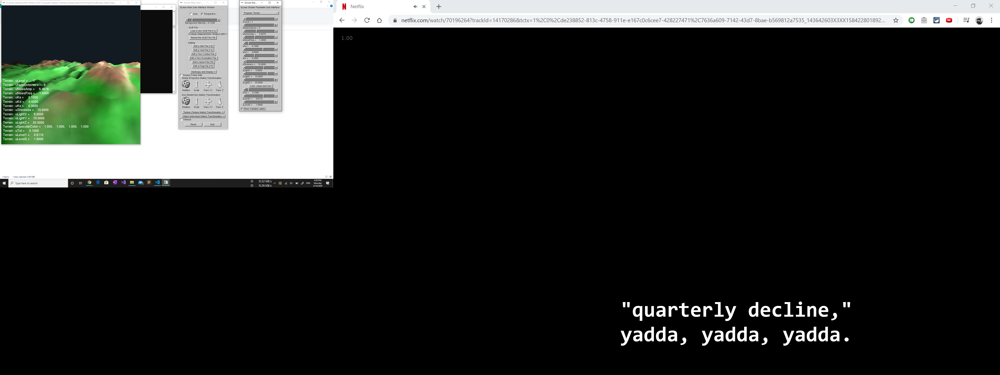 D:\Study Material\2020-Winter\CS557 Computer Graphics Shaders\Assignments\Final Project\FinalProject_Akash Agar...
Terrain : uLevel = 1
Terrain : uNumOctaves = 5
Terrain : uNoiseAmp = 5.4878
Terrain : uNoiseFreq = 1.0000
Terrain : uKa = 0.1000
Terrain : uKd = 0.6000
Terrain : uKs = 0.3000
Terrain : uShininess = 10.0000
Terrain : uLightX = 5.0000
Terrain : uLightY = 10.0000
Terrain : uLightZ = 20.0000
Terrain : uSpecularColor = 1.000, 1.000, 1.000, 1.000
Terrain : uTol = 0.1000
Terrain : uLevel1 = 0.6110
Terrain : uLevel2 = 1.0000
GLman Main User I...
GLman Main User Interface Window
Axes Perspective
Background Intensity = 0.1294
GLIB File
Load a new GLIB File [^L]
D:\Study Material\2020-Winter\CS557 C
Reload the GLIB File [^R]
Editing
Edit a Glib File [^G]
Edit a Vert File [^V]
Edit a Tess Control File
Edit a Tess Evaluation File
Edit a Geom File [^E]
Edit a Frag File [^F]
Hardcopy and Display +
Display Frame Rate
Global (Projection Matrix) Transformation
Rotation Scale Trans XY Trans Z
Eye (ModelView Matrix) Transformation
Rotation Scale Trans XY Trans Z
Texture (Texture Matrix) Transformation +
Object (Individual Matrix) Transformation +
Verbose
Reset Quit
GLman Sha...
GLman Shader Parameter User Interface
Program: Terrain
uLevel = 1
uNumOctaves = 5
uNoiseAmp = 5.4878
uNoiseFreq = 1.0000
uKa = 0.1000
uKd = 0.6000
uKs = 0.3000
uShininess = 10.0000
uLightX = 5.0000
uLightY = 10.0000
uLightZ = 20.0000
Color: uSpecularColor
uTol = 0.1000
uLevel1 = 0.6110
uLevel2 = 1.0000
Show Variable Labels
5 items 1 item selected 6.60 MB
Type here to search
U: 0.22 kB/s
D: 0.26 kB/s
ENG
4:38 PM
Saturday
3/14/2020
Netflix
netflix.com/watch/70196264?trackId=14170286&tctx=1%2C0%2Cde238852-813c-4758-911e-e167c0c6cee7-428227471%2C7636a609-7142-43d7-8bae-b569812a7535_143642603X3XX158422801892...
1.00
"quarterly decline,"
yadda, yadda, yadda.